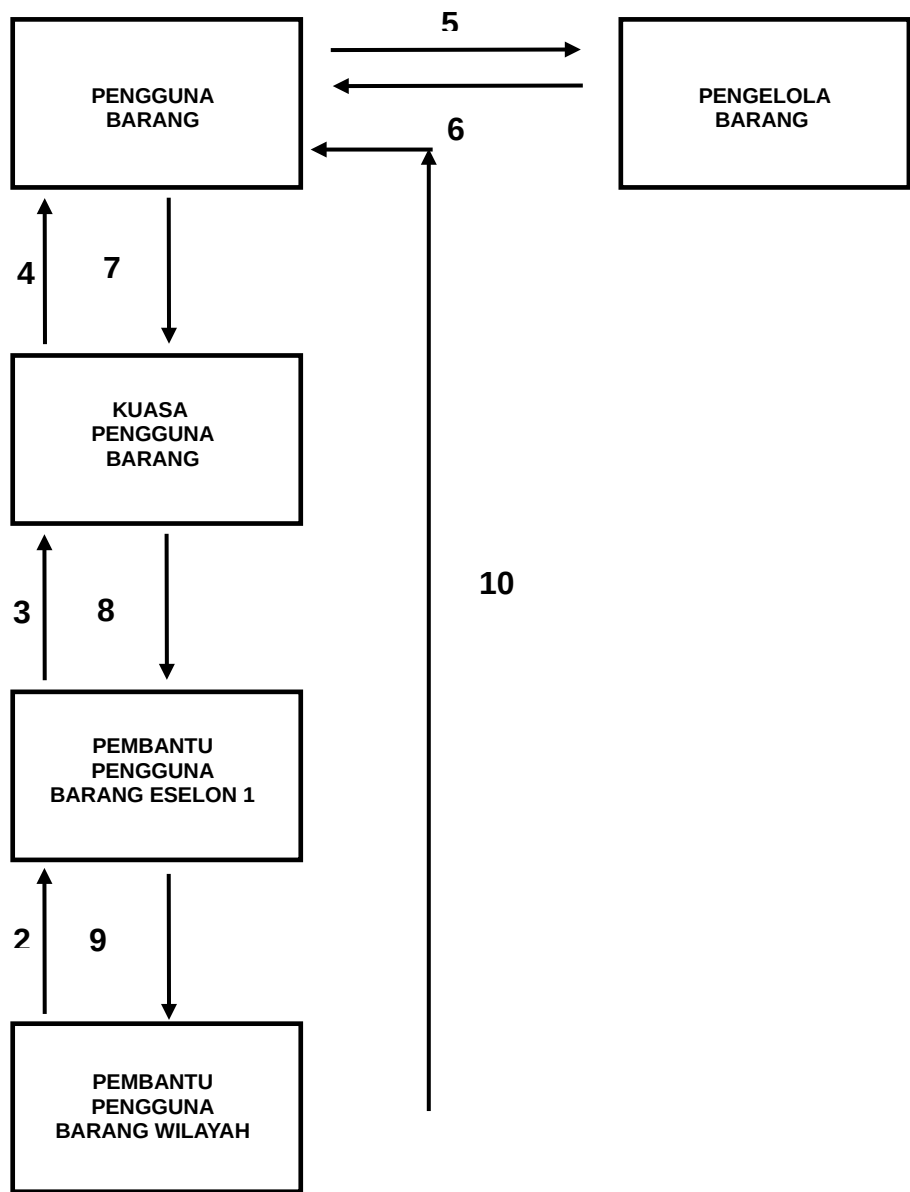 5
PENGGUNA
BARANG
PENGELOLA
BARANG
6
4
7
KUASA
PENGGUNA
BARANG
10
3
8
PEMBANTU
PENGGUNA
BARANG ESELON 1
2
9
PEMBANTU
PENGGUNA
BARANG WILAYAH